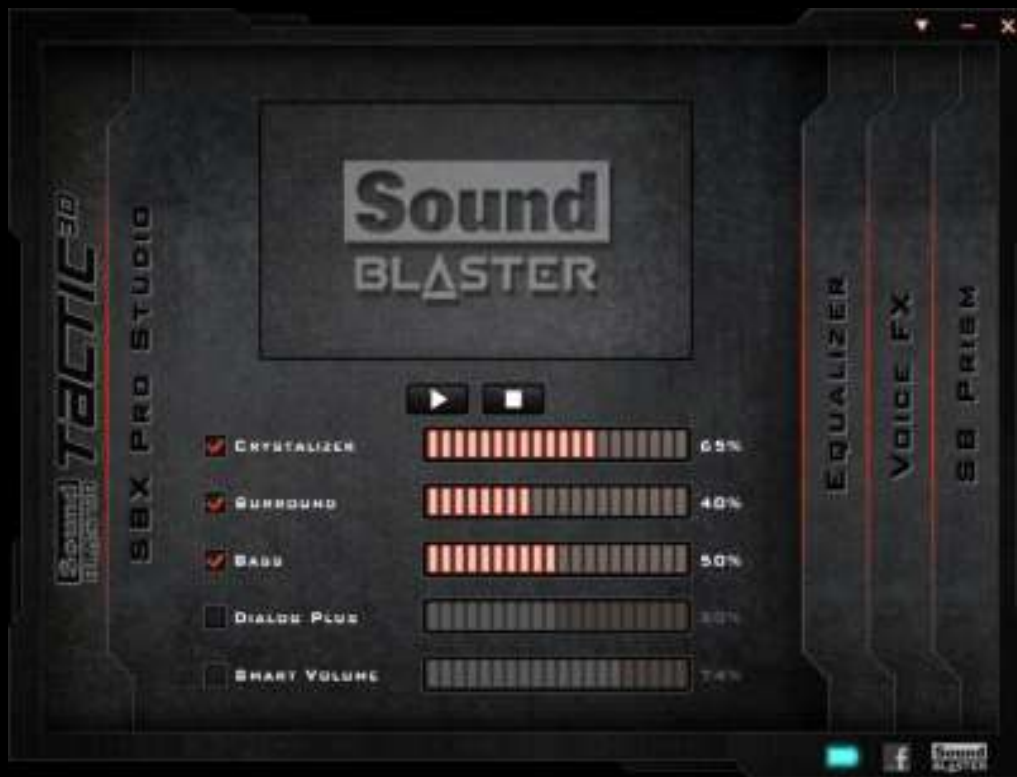 Sound
BLASTER
TACTIC3D
SBX PRO STUDIO
Sound
BLASTER
CRYSTALIZER 65%
SURROUND 40%
BASS 50%
DIALOG PLUS
SMART VOLUME 74%
EQUALIZER
VOICE FX
SB PRISM
f
Sound
BLASTER